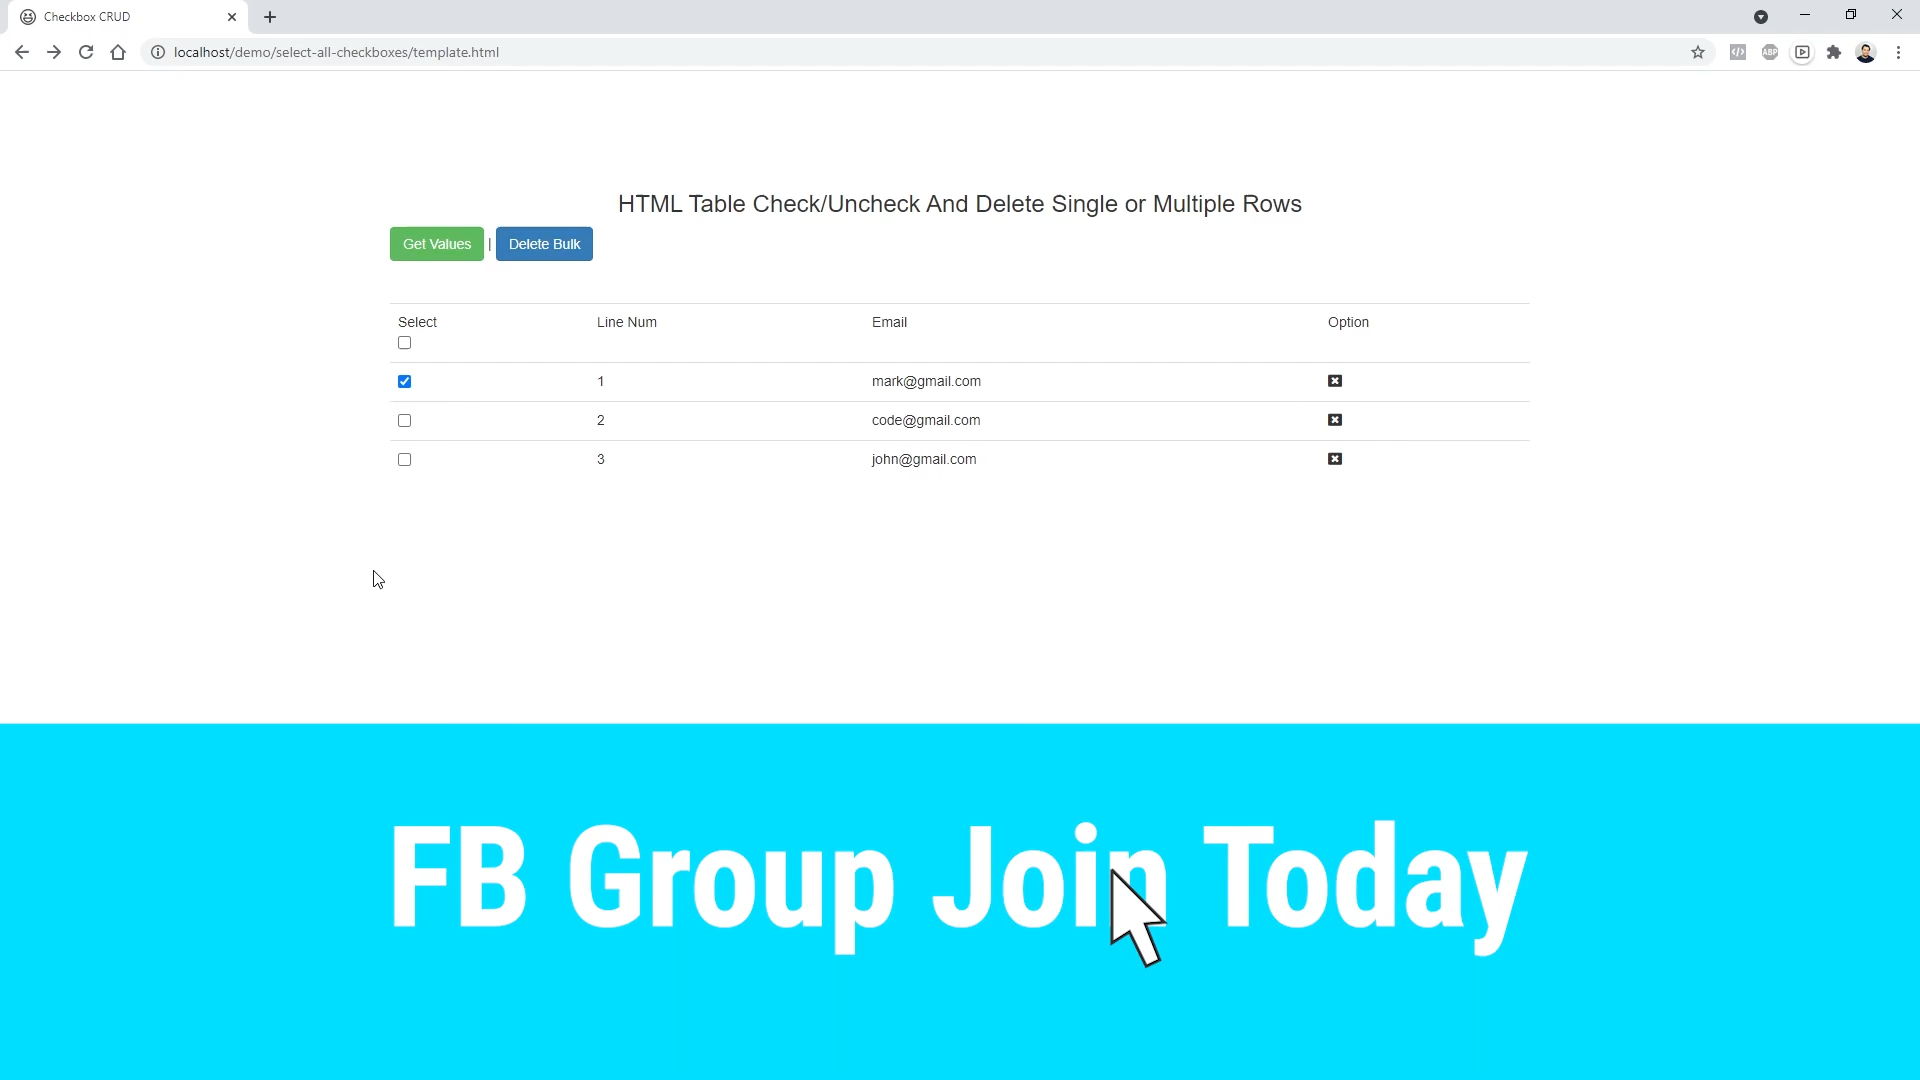 Checkbox CRUD
localhost/demo/select-all-checkboxes/template.html
ABP
HTML Table Check/Uncheck And Delete Single or Multiple Rows
Get Values | Delete Bulk
Select Line Num Email Option
1 mark@gmail.com
2 code@gmail.com
3 john@gmail.com
FB Group Join Today